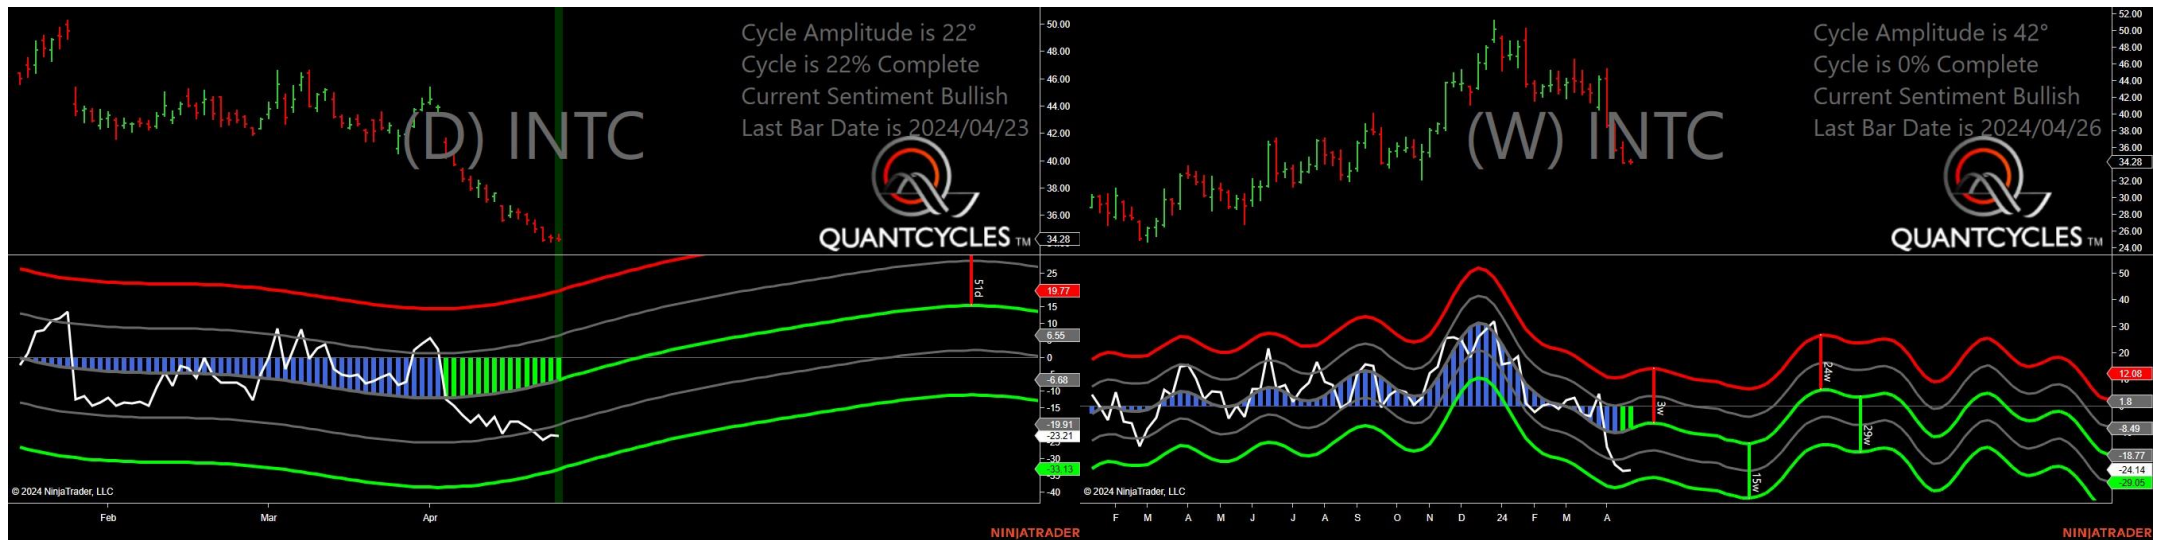 Cycle Amplitude is 22°
Cycle is 22% Complete
Current Sentiment Bullish
Last Bar Date is 2024/04/23
(D) INTC
QUANTCYCLES TM
50.00
48.00
46.00
44.00
42.00
40.00
38.00
36.00
34.28
51d
25
19.77
15
10
6.55
0
-6.68
-10
-15
-19.91
-23.21
-30
-33.13
-40
© 2024 NinjaTrader, LLC
Feb Mar Apr
NINJATRADER
Cycle Amplitude is 42°
Cycle is 0% Complete
Current Sentiment Bullish
Last Bar Date is 2024/04/26
(W) INTC
QUANTCYCLES TM
52.00
50.00
48.00
46.00
44.00
42.00
40.00
38.00
36.00
34.28
32.00
30.00
28.00
26.00
24.00
3w
24w
15w
29w
50
40
30
20
12.08
1.8
-8.49
-18.77
-24.14
-29.05
© 2024 NinjaTrader, LLC
F M A M J J A S O N D 24 F M A
NINJATRADER